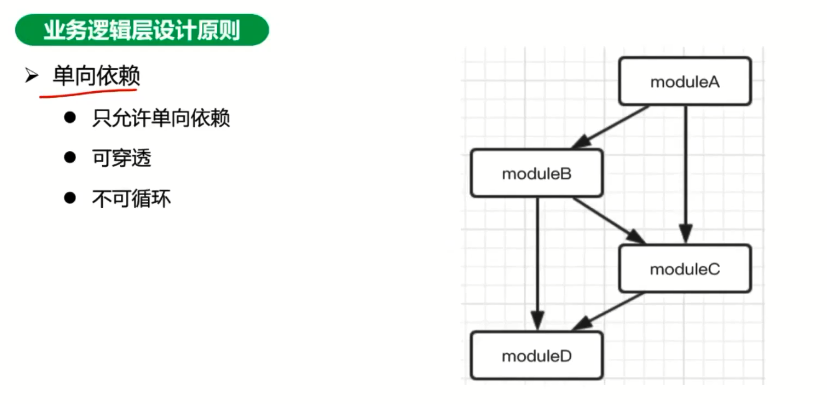 业务逻辑层设计原则
单向依赖
只允许单向依赖
可穿透
不可循环
moduleA
moduleB
moduleC
moduleD